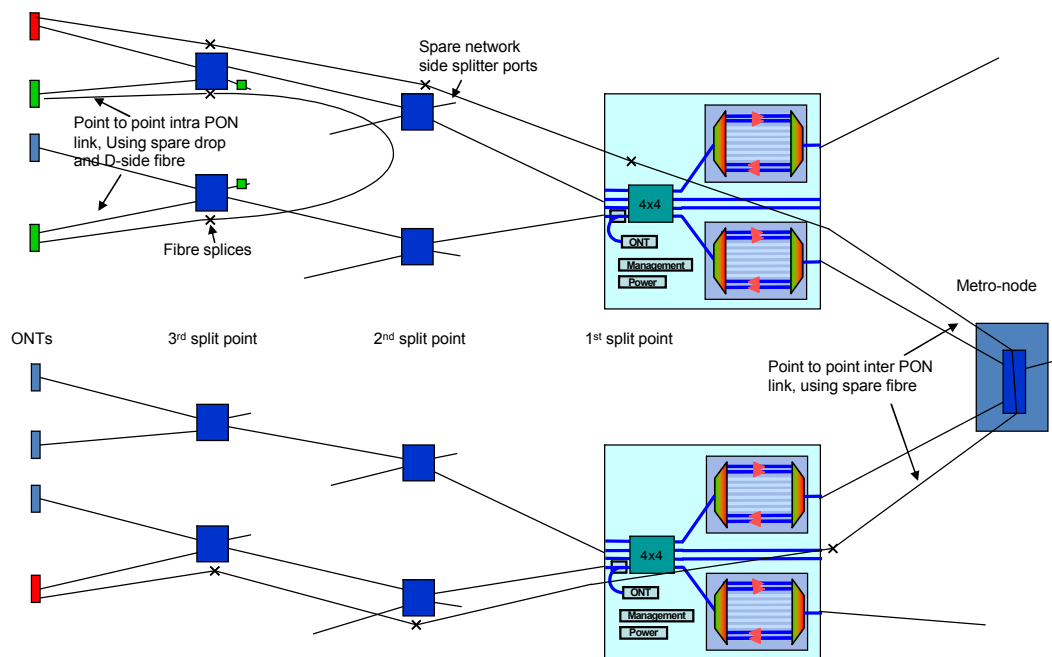 Spare network
side splitter ports
Point to point intra PON
link, Using spare drop
and D-side fibre
Fibre splices
4x4
ONT
Management
Power
Metro-node
ONTs
3rd split point
2nd split point
1st split point
Point to point inter PON
link, using spare fibre
4x4
ONT
Management
Power